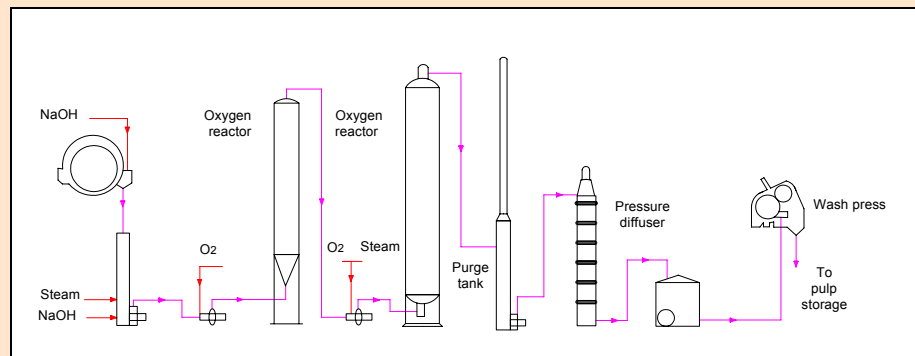 NaOH
Oxygen
reactor
Oxygen
reactor
O2
Steam
NaOH
O2
Steam
Purge
tank
Pressure
diffuser
Wash press
To
pulp
storage